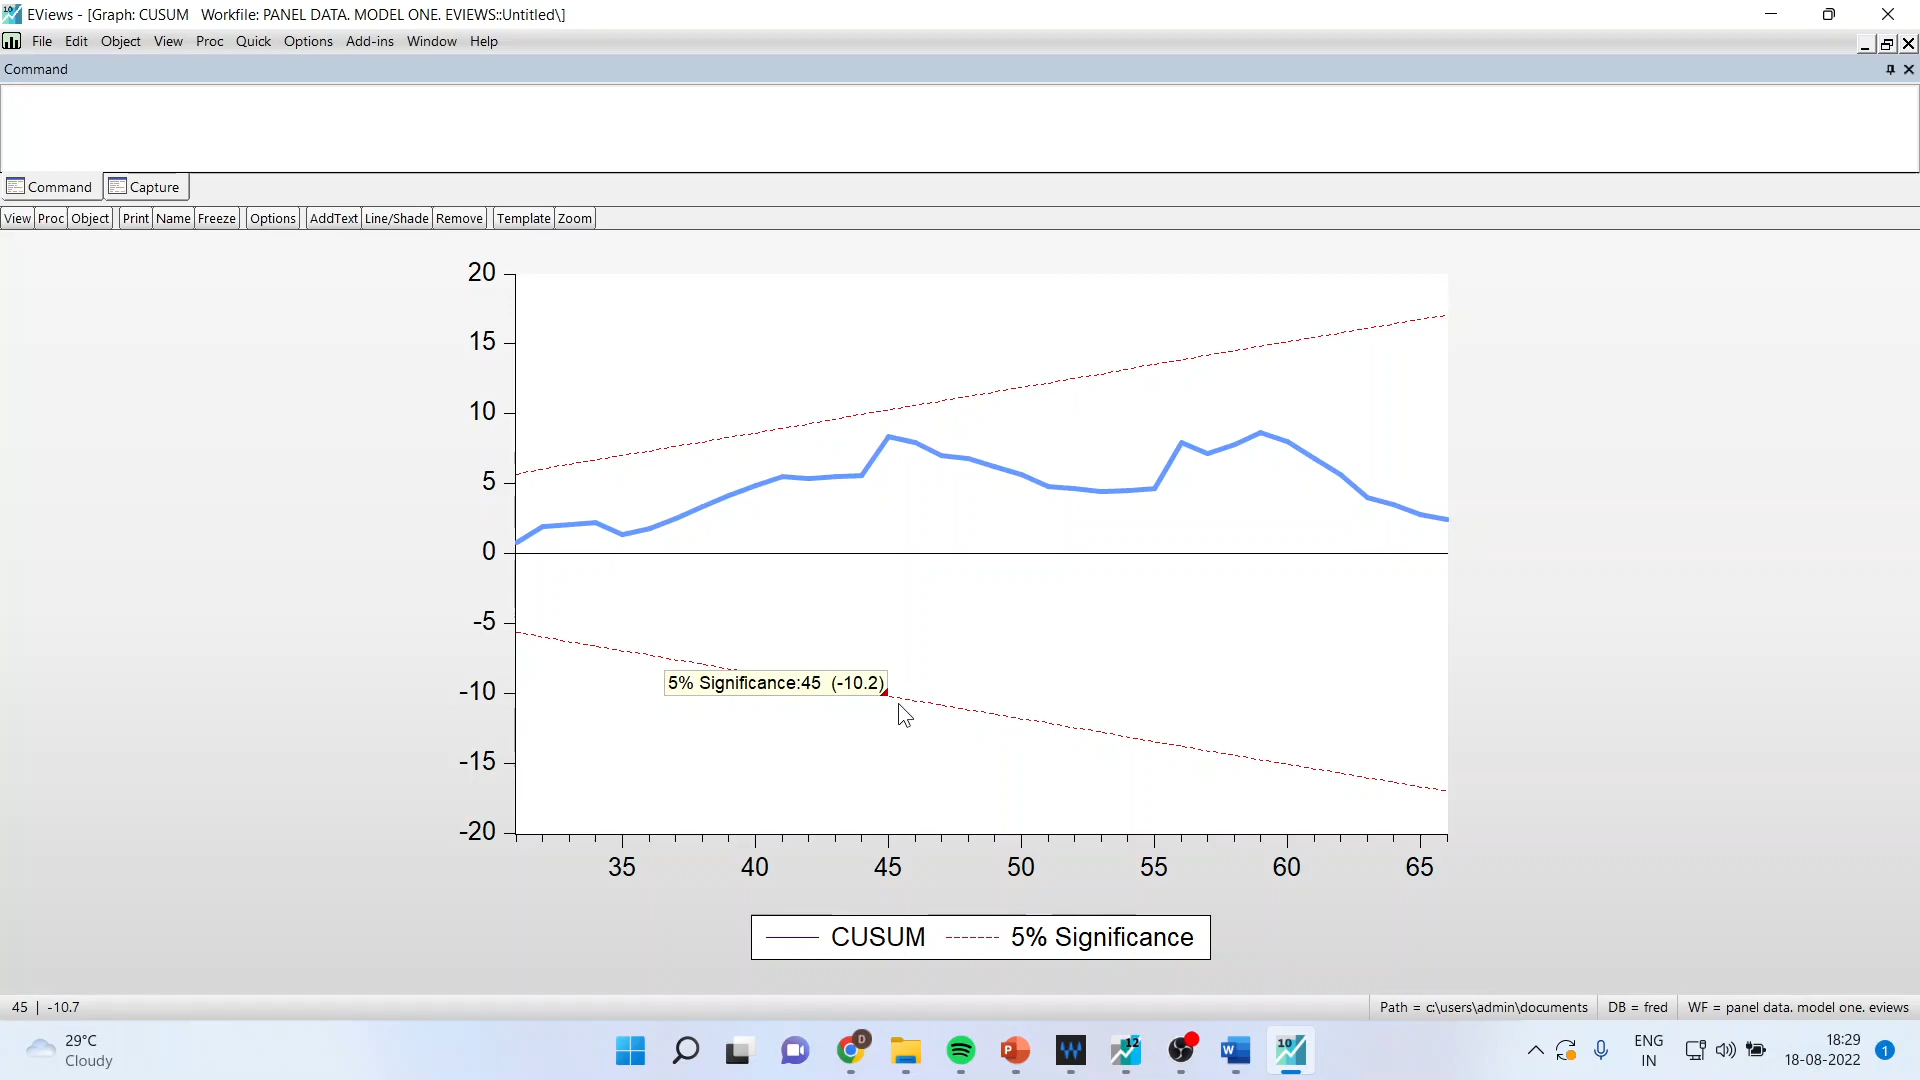 EViews - [Graph: CUSUM   Workfile: PANEL DATA. MODEL ONE. EVIEWS::Untitled\]
File Edit Object View Proc Quick Options Add-ins Window Help
Command
Command Capture
View Proc Object Print Name Freeze Options AddText Line/Shade Remove Template Zoom
20
15
10
5
0
-5
5% Significance:45 (-10.2)
-10
-15
-20
35 40 45 50 55 60 65
CUSUM 5% Significance
45 | -10.7 Path = c:\users\admin\documents DB = fred WF = panel data. model one. eviews
29°C
Cloudy
D
P
W
12
W
10
ENG
IN
18:29
18-08-2022
1